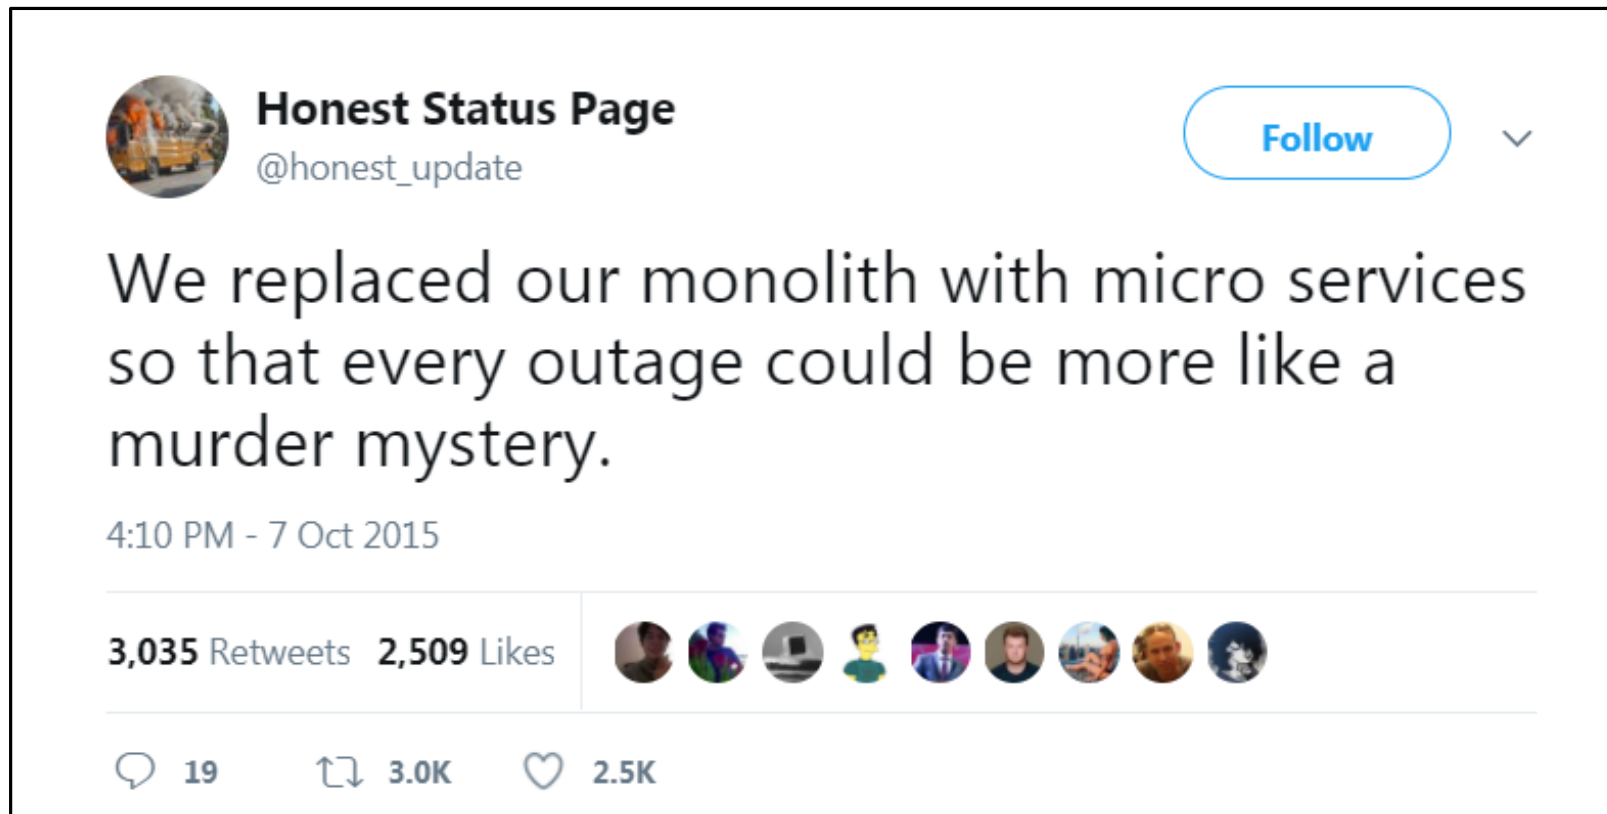 Honest Status Page
@honest_update
Follow
We replaced our monolith with micro services
so that every outage could be more like a
murder mystery.
4:10 PM - 7 Oct 2015
3,035 Retweets 2,509 Likes
19 3.0K 2.5K